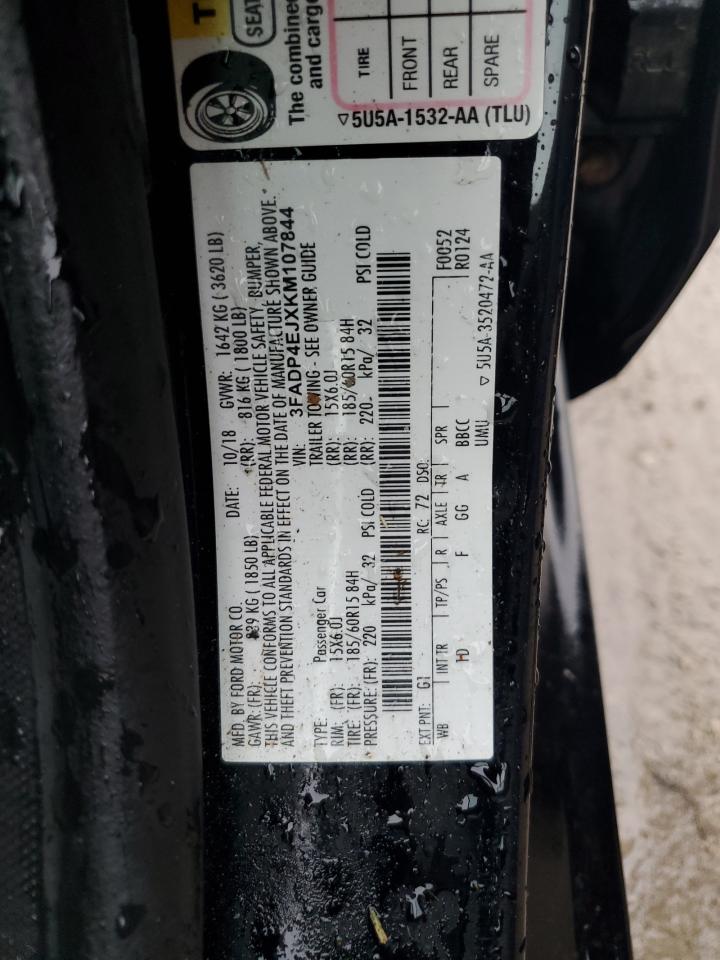 T
SEAT
The combined
and cargo
TIRE
FRONT
REAR
SPARE
▽5U5A-1532-AA (TLU)
MFD. BY FORD MOTOR CO. DATE: 10/18 GVWR: 1642 KG ( 3620 LB)
GAWR: (FR): 839 KG ( 1850 LB) (RR): 816 KG ( 1800 LB)
THIS VEHICLE CONFORMS TO ALL APPLICABLE FEDERAL MOTOR VEHICLE SAFETY, BUMPER,
AND THEFT PREVENTION STANDARDS IN EFFECT ON THE DATE OF MANUFACTURE SHOWN ABOVE.
VIN: 3FADP4EJXKM107844
TYPE: Passenger Car TRAILER TOWING - SEE OWNER GUIDE
RIM: (FR): 15X6.0J (RR): 15X6.0J
TIRE: (FR): 185/60R15 84H (RR): 185/60R15 84H
PRESSURE: (FR): 220 kPa/ 32 PSI COLD (RR): 220 kPa/ 32 PSI COLD
EXT PNT: G1 RC: 72 DSO: F0052
WB INT TR TP/PS R AXLE TR SPR R0124
HD F GG A BBCC
UMU
▽ 5U5A-3520472-AA